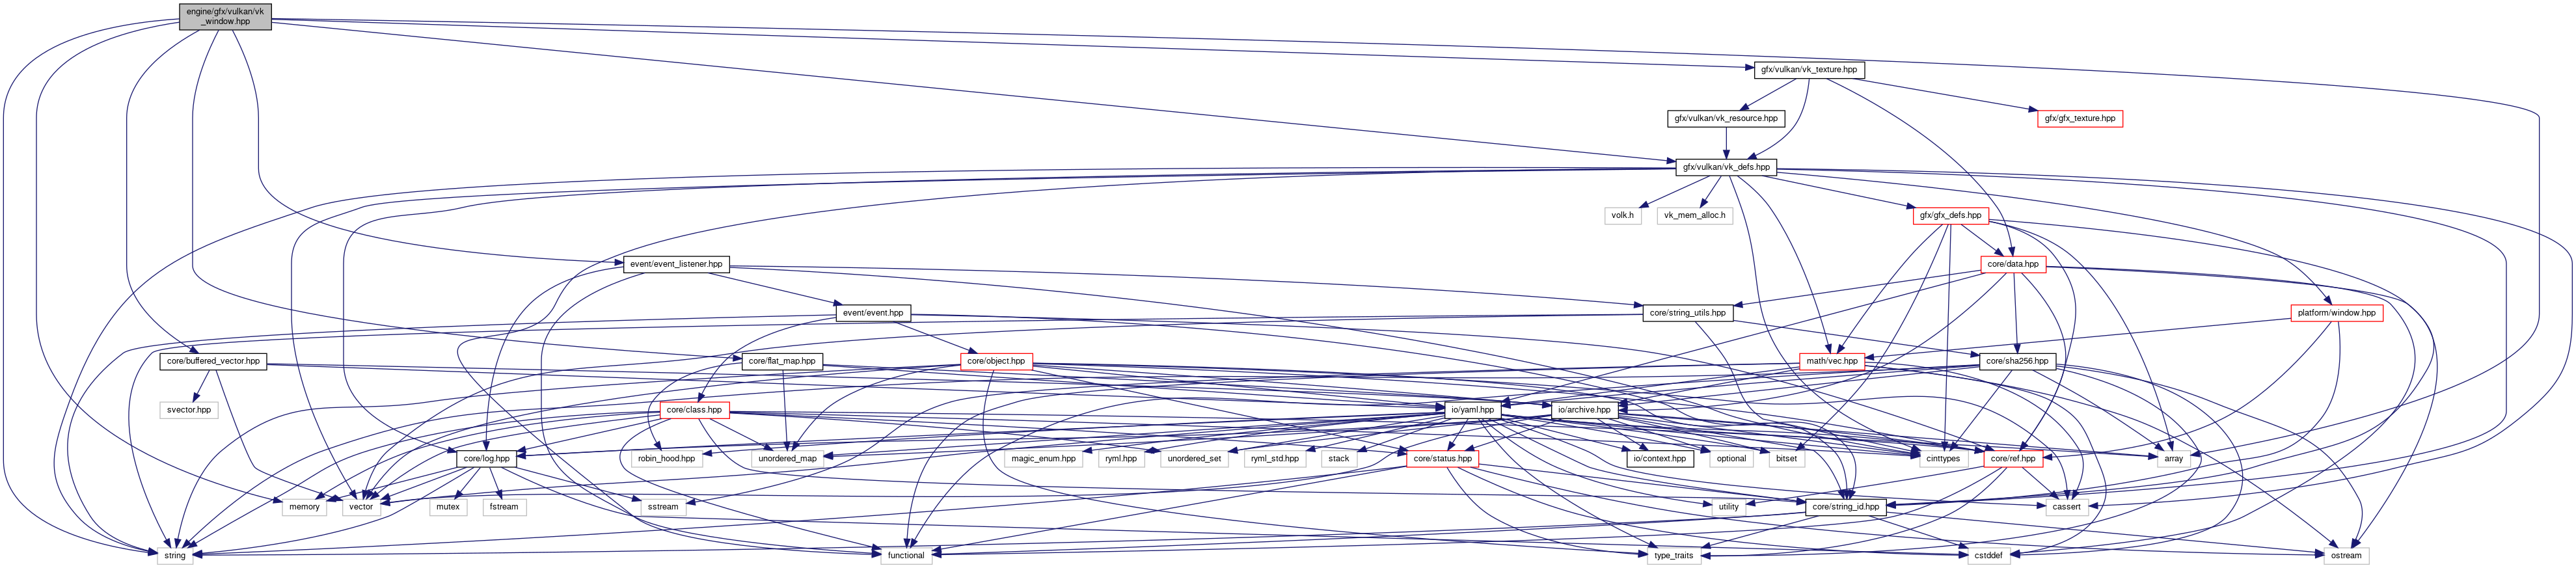 engine/gfx/vulkan/vk
_window.hpp
gfx/vulkan/vk_texture.hpp
gfx/vulkan/vk_resource.hpp
gfx/gfx_texture.hpp
gfx/vulkan/vk_defs.hpp
volk.h
vk_mem_alloc.h
gfx/gfx_defs.hpp
event/event_listener.hpp
core/data.hpp
event/event.hpp
core/string_utils.hpp
platform/window.hpp
core/buffered_vector.hpp
core/flat_map.hpp
core/object.hpp
math/vec.hpp
core/sha256.hpp
svector.hpp
core/class.hpp
io/yaml.hpp
io/archive.hpp
core/log.hpp
robin_hood.hpp
unordered_map
magic_enum.hpp
ryml.hpp
unordered_set
ryml_std.hpp
stack
core/status.hpp
io/context.hpp
optional
bitset
cinttypes
core/ref.hpp
array
memory
vector
mutex
fstream
sstream
utility
core/string_id.hpp
cassert
string
functional
type_traits
cstddef
ostream